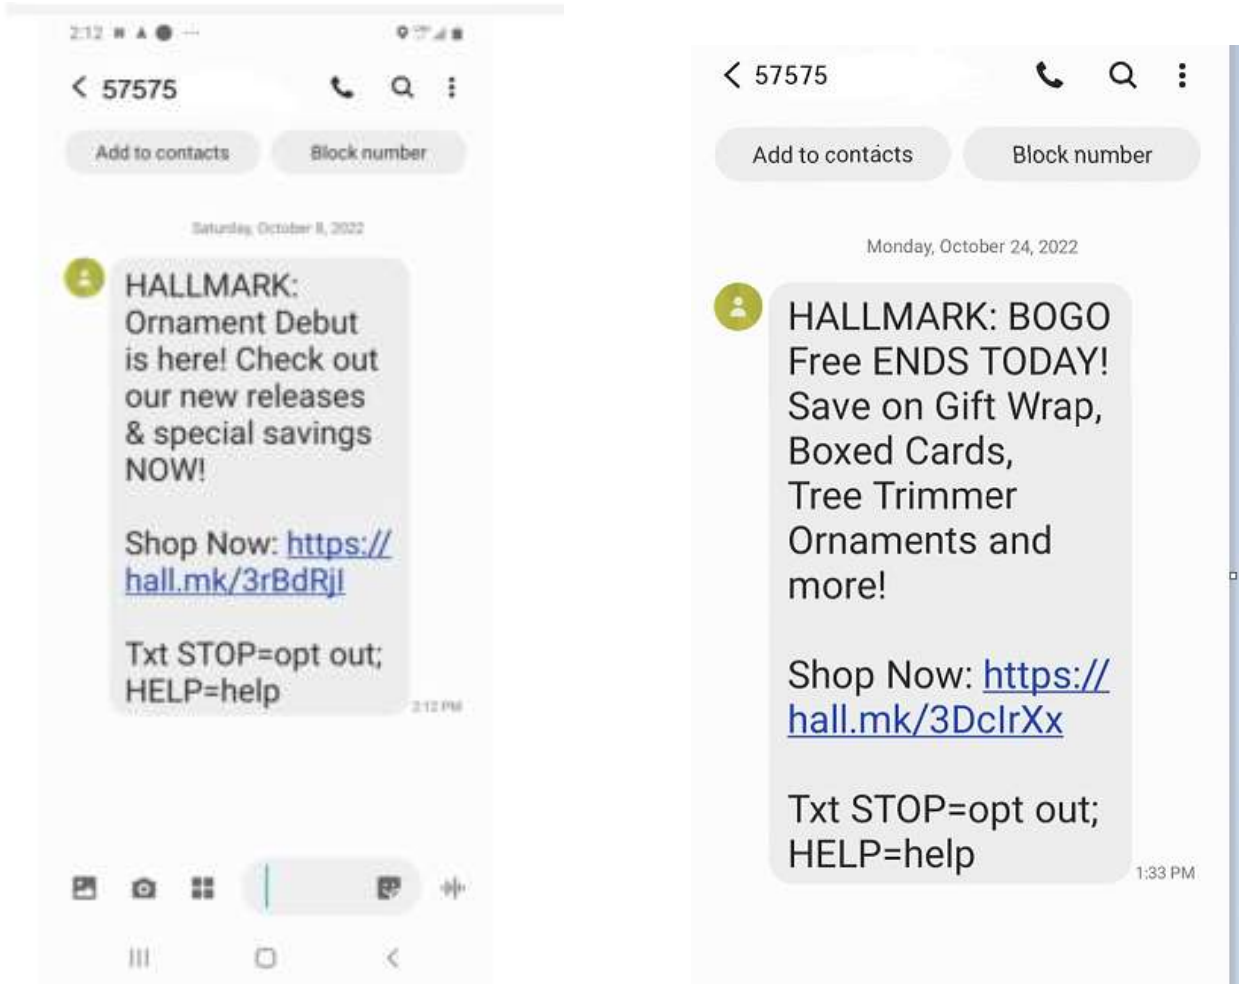 2:12
57575
Add to contacts Block number
Saturday, October 8, 2022
HALLMARK:
Ornament Debut
is here! Check out
our new releases
& special savings
NOW!
Shop Now: https://
hall.mk/3rBdRjI
Txt STOP=opt out;
HELP=help
2:12 PM
57575
Add to contacts Block number
Monday, October 24, 2022
HALLMARK: BOGO
Free ENDS TODAY!
Save on Gift Wrap,
Boxed Cards,
Tree Trimmer
Ornaments and
more!
Shop Now: https://
hall.mk/3DcIrXx
Txt STOP=opt out;
HELP=help
1:33 PM